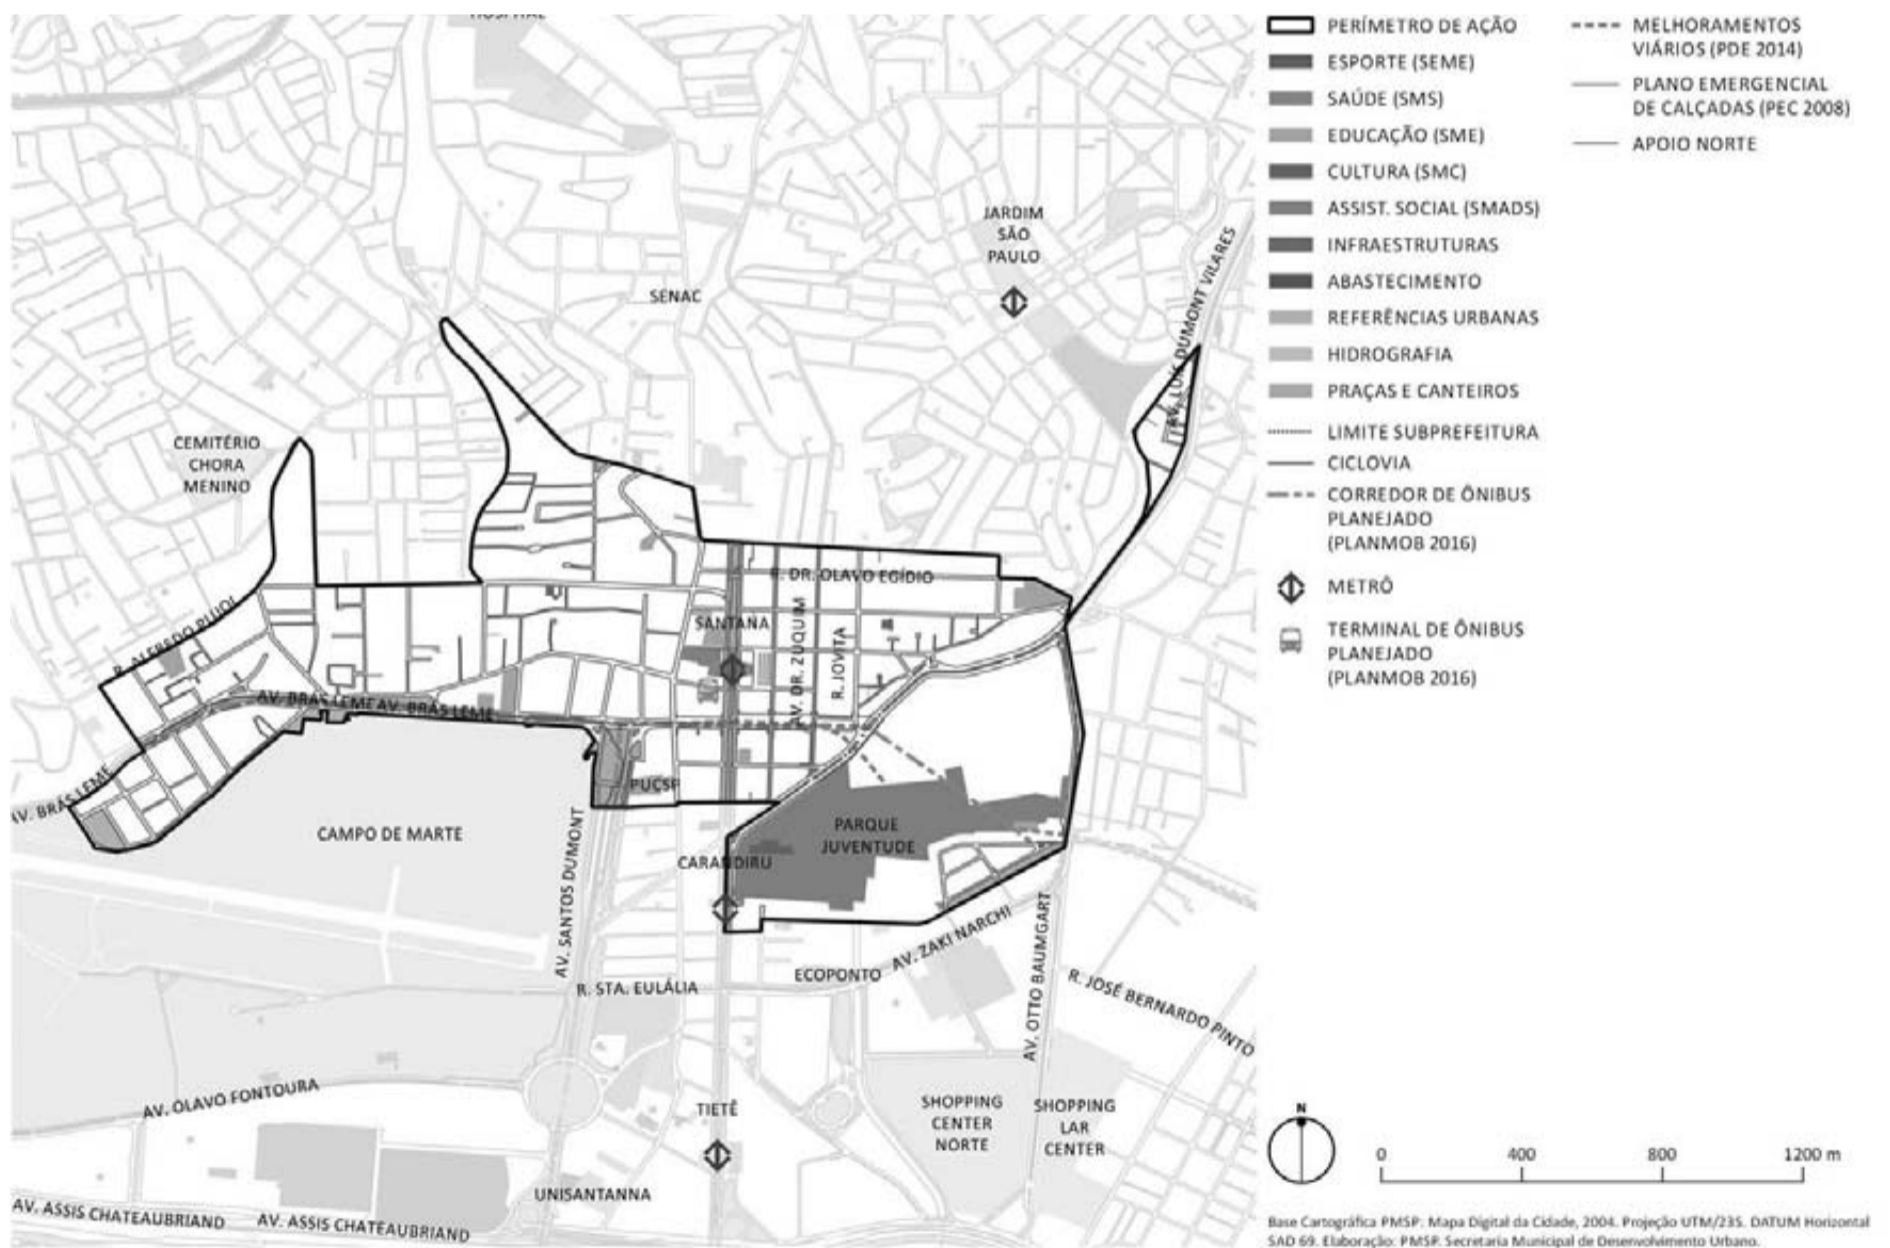 HOSPITAL
JARDIM
SÃO
PAULO
SENAC
AV. LUÍS DUMONT VILARES
CEMITÉRIO
CHORA
MENINO
R. ALFREDO PUJOL
R. DR. OLAVO EGÍDIO
SANTANA
AV. DR. ZUQUIM
R. JOVITA
AV. BRÁS LEME
AV. BRÁS LEME
AV. BRÁS LEME
PUCSP
CAMPO DE MARTE
PARQUE
JUVENTUDE
CARANDIRU
AV. SANTOS DUMONT
AV. ZAKI NARCHI
ECOPONTO
R. STA. EULÁLIA
AV. OTTO BAUMGART
R. JOSÉ BERNARDO PINTO
AV. OLAVO FONTOURA
TIETÊ
SHOPPING
CENTER
NORTE
SHOPPING
LAR
CENTER
UNISANTANNA
AV. ASSIS CHATEAUBRIAND
AV. ASSIS CHATEAUBRIAND
PERÍMETRO DE AÇÃO
ESPORTE (SEME)
SAÚDE (SMS)
EDUCAÇÃO (SME)
CULTURA (SMC)
ASSIST. SOCIAL (SMADS)
INFRAESTRUTURAS
ABASTECIMENTO
REFERÊNCIAS URBANAS
HIDROGRAFIA
PRAÇAS E CANTEIROS
LIMITE SUBPREFEITURA
CICLOVIA
CORREDOR DE ÔNIBUS
PLANEJADO
(PLANMOB 2016)
METRÔ
TERMINAL DE ÔNIBUS
PLANEJADO
(PLANMOB 2016)
MELHORAMENTOS
VIÁRIOS (PDE 2014)
PLANO EMERGENCIAL
DE CALÇADAS (PEC 2008)
APOIO NORTE
N
0 400 800 1200 m
Base Cartográfica PMSP: Mapa Digital da Cidade, 2004. Projeção UTM/23S. DATUM Horizontal
SAD 69. Elaboração: PMSP. Secretaria Municipal de Desenvolvimento Urbano.